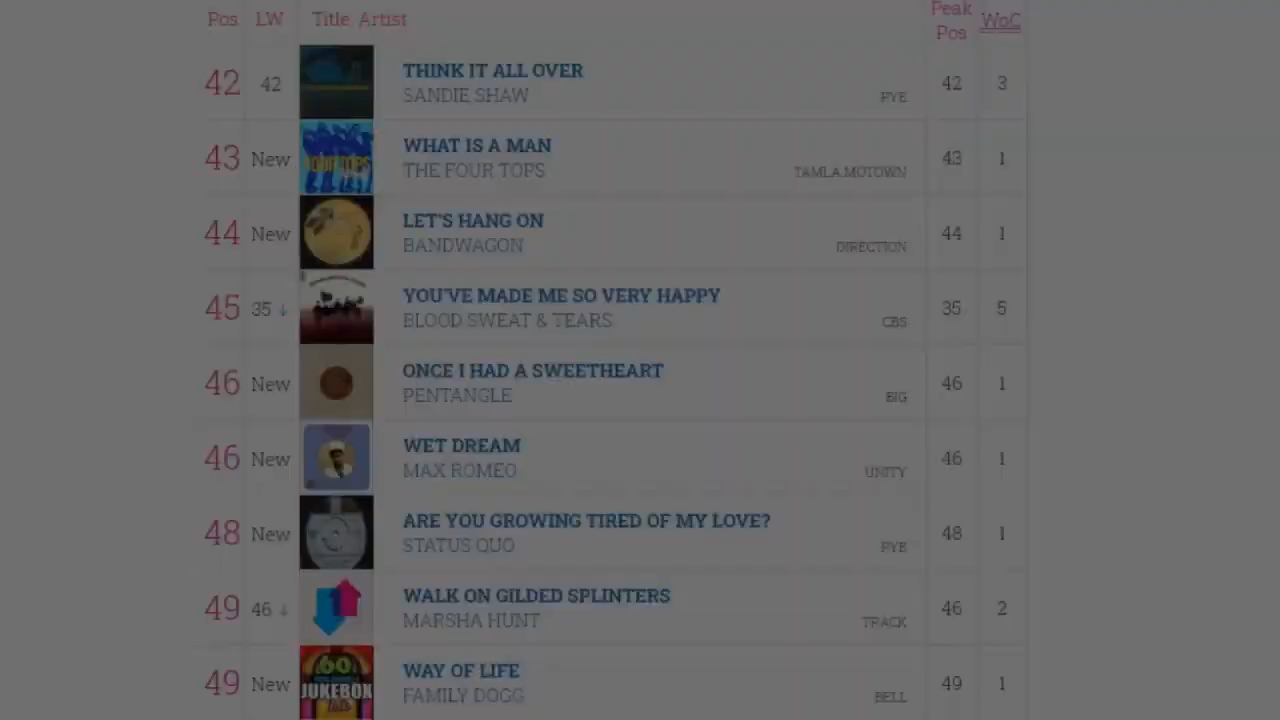 Pos LW Title Artist Peak Pos WoC
42 42 THINK IT ALL OVER
SANDIE SHAW PYE 42 3
43 New WHAT IS A MAN
THE FOUR TOPS TAMLA MOTOWN 43 1
44 New LET'S HANG ON
BANDWAGON DIRECTION 44 1
45 35 ↓ YOU'VE MADE ME SO VERY HAPPY
BLOOD SWEAT & TEARS CBS 35 5
46 New ONCE I HAD A SWEETHEART
PENTANGLE BIG 46 1
46 New WET DREAM
MAX ROMEO UNITY 46 1
48 New ARE YOU GROWING TIRED OF MY LOVE?
STATUS QUO PYE 48 1
49 46 ↓ WALK ON GILDED SPLINTERS
MARSHA HUNT TRACK 46 2
49 New WAY OF LIFE
FAMILY DOGG BELL 49 1
60
JUKEBOX